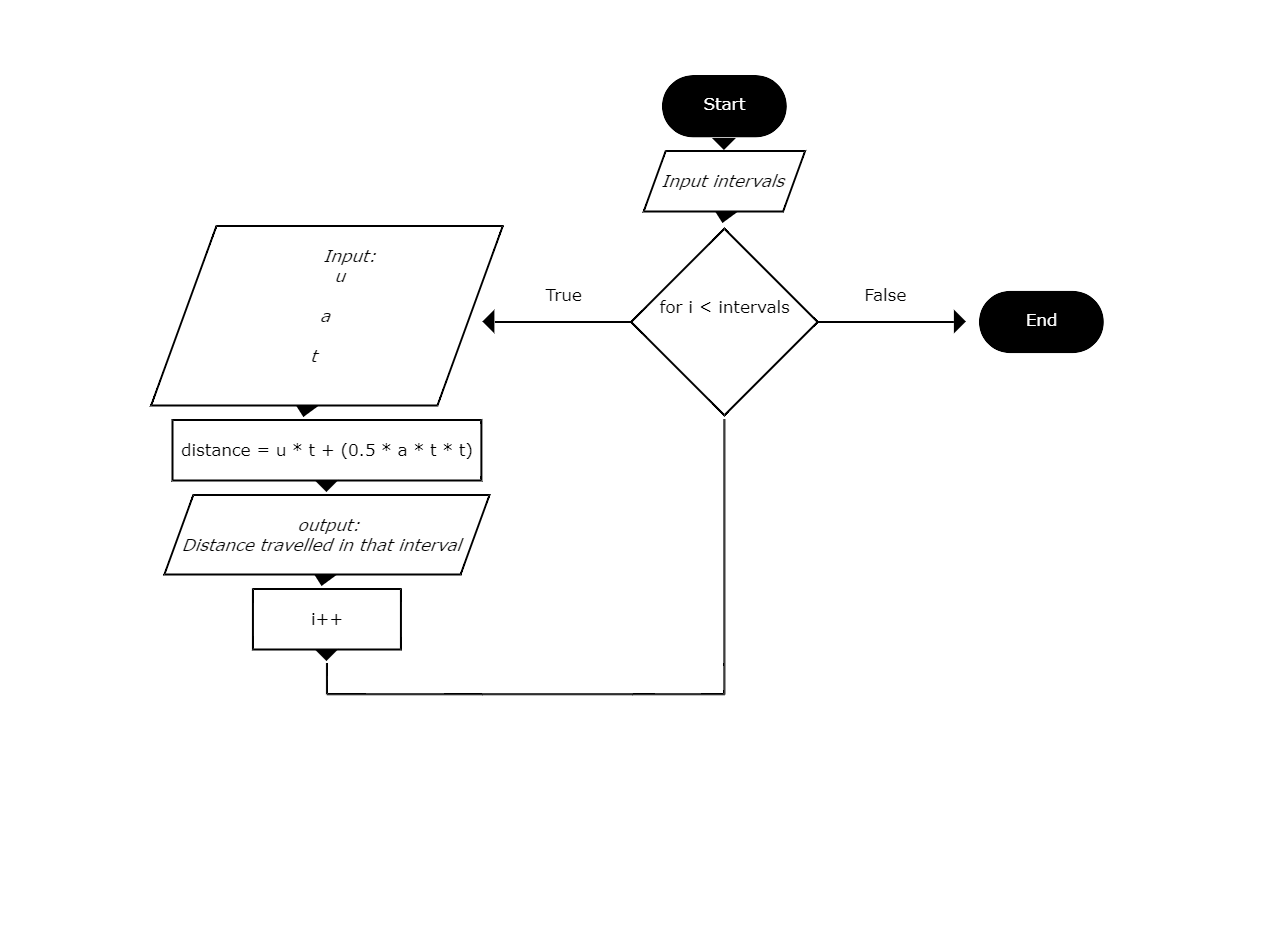 Start
Input intervals
for i < intervals
True
False
End
Input:
u
a
t
distance = u * t + (0.5 * a * t * t)
output:
Distance travelled in that interval
i++